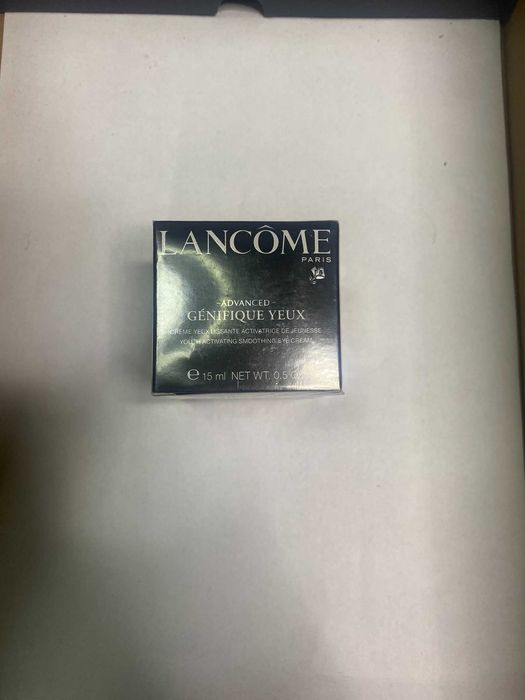 LANCÔME
PARIS
-ADVANCED-
GÉNIFIQUE YEUX
CRÈME YEUX LISSANTE ACTIVATRICE DE JEUNESSE
YOUTH ACTIVATING SMOOTHING EYE CREAM
e 15 ml NET WT. 0.5